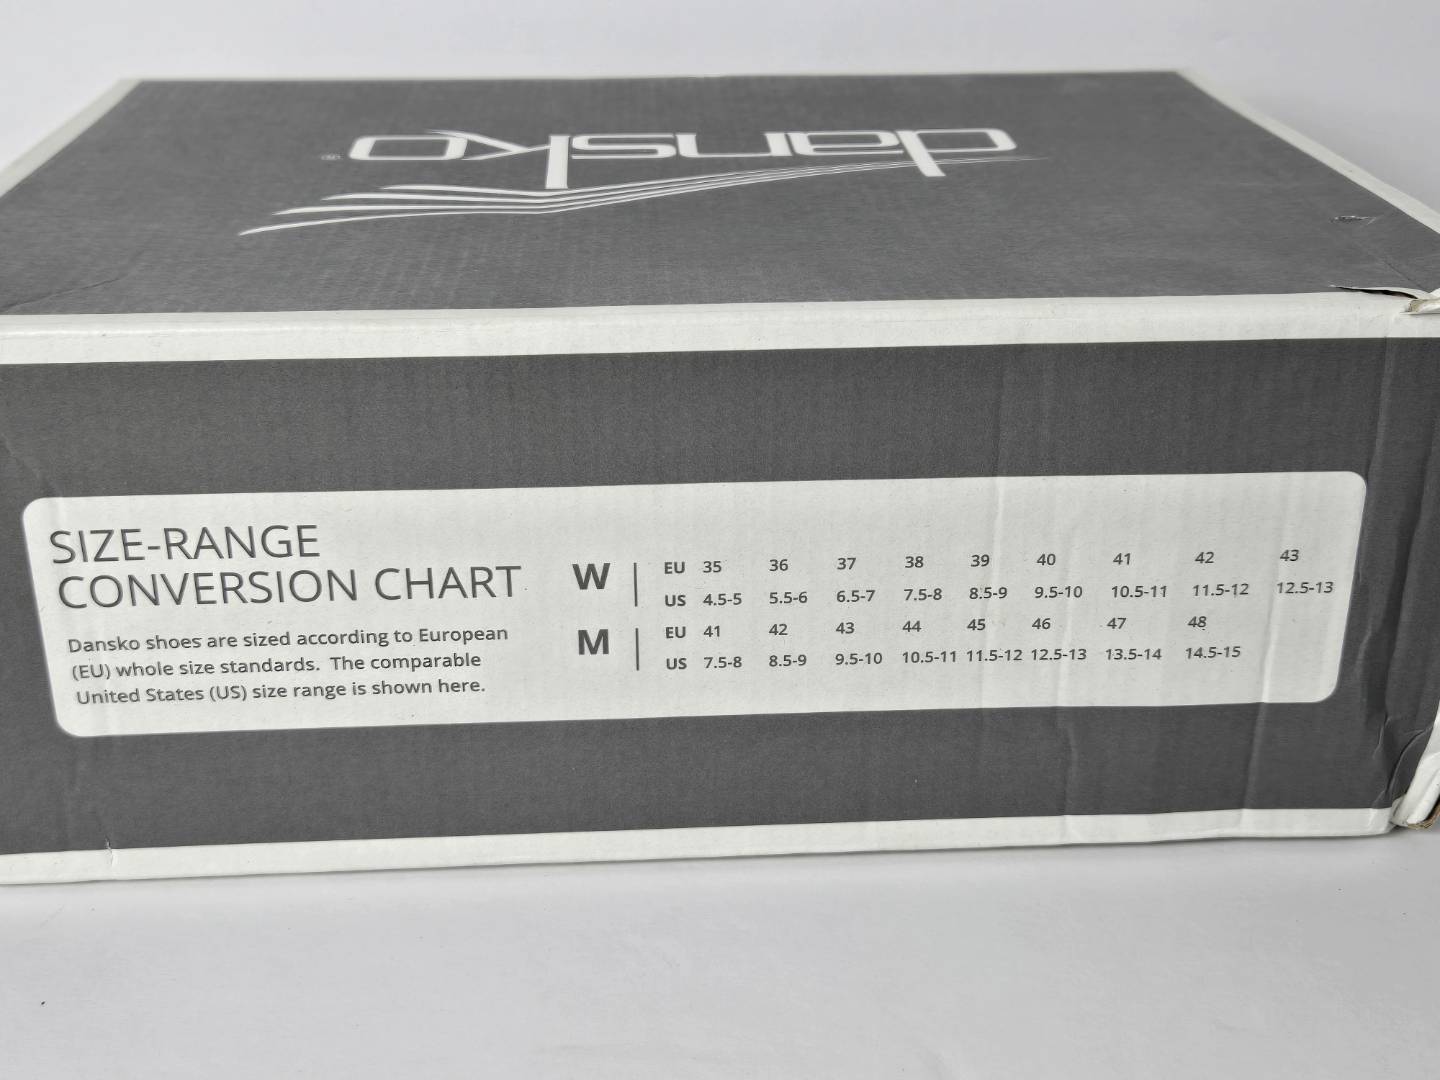 dansko®
SIZE-RANGE
CONVERSION CHART
Dansko shoes are sized according to European
(EU) whole size standards. The comparable
United States (US) size range is shown here.
W
EU 35 36 37 38 39 40 41 42 43
US 4.5-5 5.5-6 6.5-7 7.5-8 8.5-9 9.5-10 10.5-11 11.5-12 12.5-13
M
EU 41 42 43 44 45 46 47 48
US 7.5-8 8.5-9 9.5-10 10.5-11 11.5-12 12.5-13 13.5-14 14.5-15